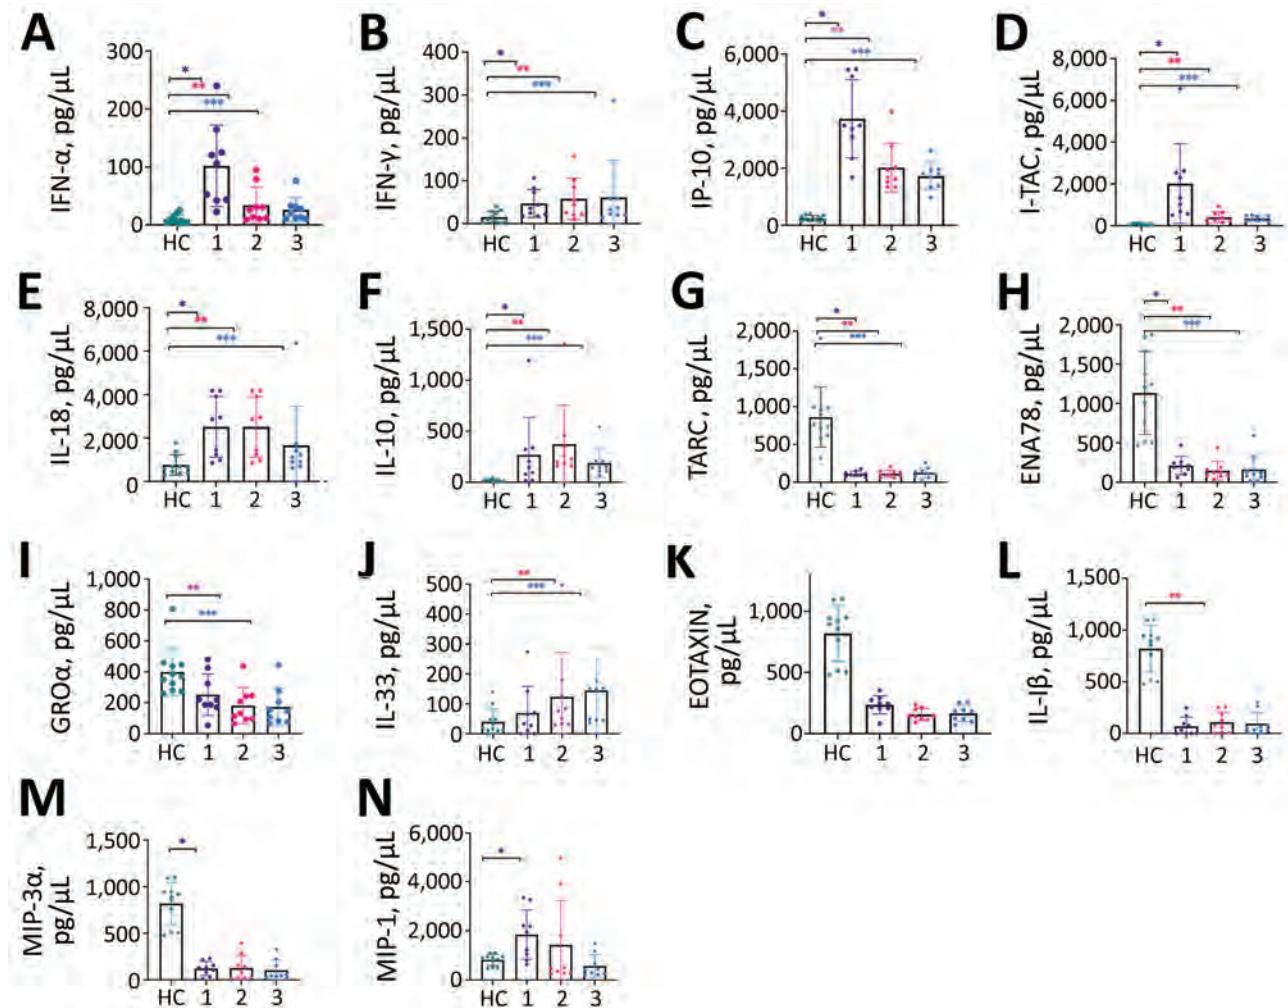 A
IFN-α, pg/μL
300
200
100
0
*
**
***
HC 1 2 3
B
IFN-γ, pg/μL
400
400
300
200
100
50
0
*
**
***
HC 1 2 3
C
IP-10, pg/μL
6,000
4,000
2,000
0
*
**
***
HC 1 2 3
D
I-TAC, pg/μL
8,000
6,000
4,000
2,000
0
*
**
***
HC 1 2 3
E
IL-18, pg/μL
8,000
6,000
4,000
2,000
0
*
**
***
HC 1 2 3
F
IL-10, pg/μL
1,500
1,000
500
0
*
**
***
HC 1 2 3
G
TARC, pg/μL
2,000
1,500
1,000
500
0
*
**
***
HC 1 2 3
H
ENA78, pg/μL
2,000
1,500
1,000
500
0
*
**
***
HC 1 2 3
I
GROα, pg/μL
1,000
800
600
400
200
0
**
***
HC 1 2 3
J
IL-33, pg/μL
500
400
300
200
100
0
**
***
HC 1 2 3
K
EOTAXIN,
pg/μL
1,000
500
0
HC 1 2 3
L
IL-Iβ, pg/μL
1,500
1,000
500
0
**
HC 1 2 3
M
MIP-3α,
pg/μL
1,500
1,000
500
0
*
HC 1 2 3
N
MIP-1, pg/μL
6,000
4,000
2,000
0
*
HC 1 2 3